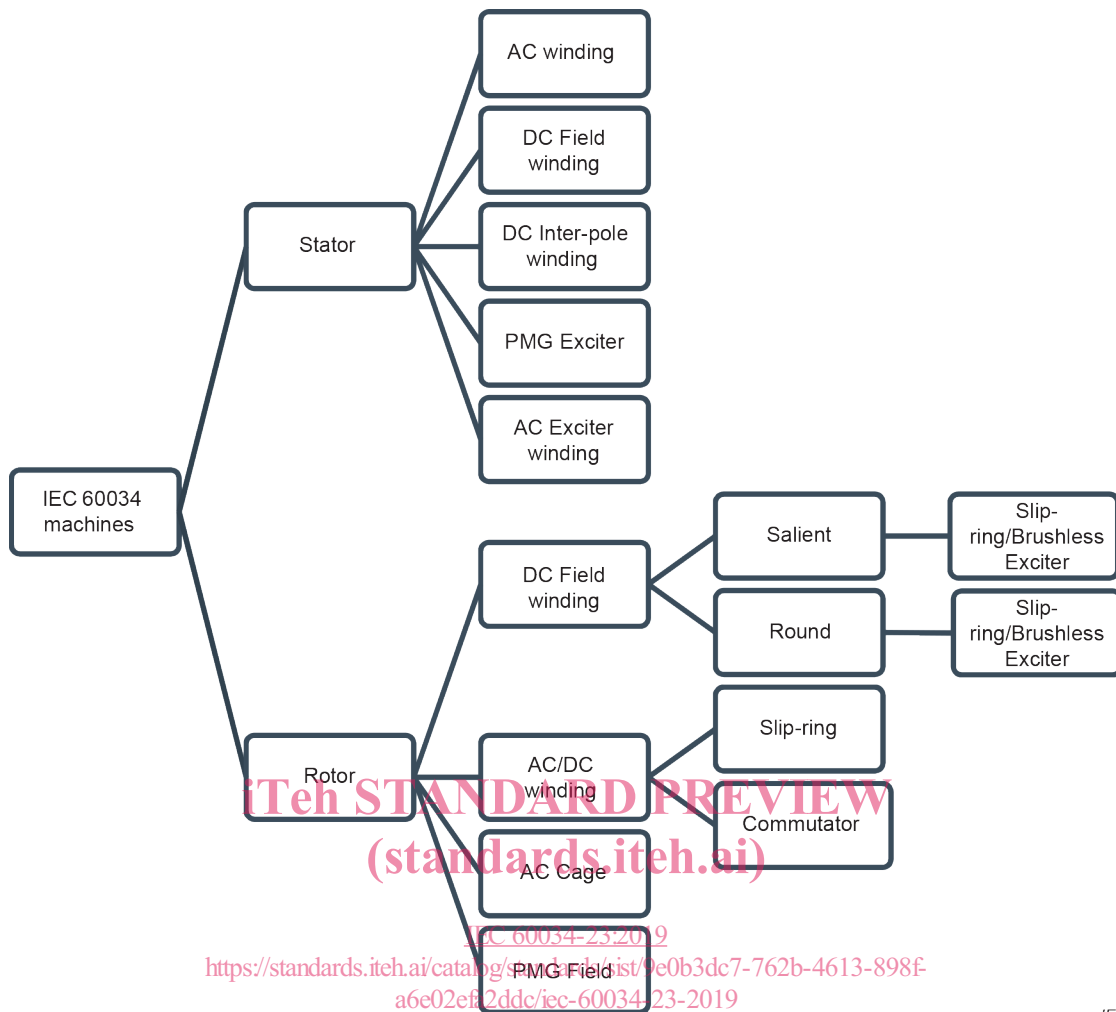 AC winding
DC Field
winding
Stator
DC Inter-pole
winding
PMG Exciter
AC Exciter
winding
IEC 60034
machines
Salient
Slip-
ring/Brushless
Exciter
DC Field
winding
Round
Slip-
ring/Brushless
Exciter
Slip-ring
Rotor
AC/DC
winding
iTeh STANDARD PREVIEW
Commutator
(standards.iteh.ai)
AC Cage
IEC 60034-23:2019
https://standards.iteh.ai/catalog/standards/sist/9e0b3dc7-762b-4613-898f-
PMG Field
a6e02efa2ddc/iec-60034-23-2019